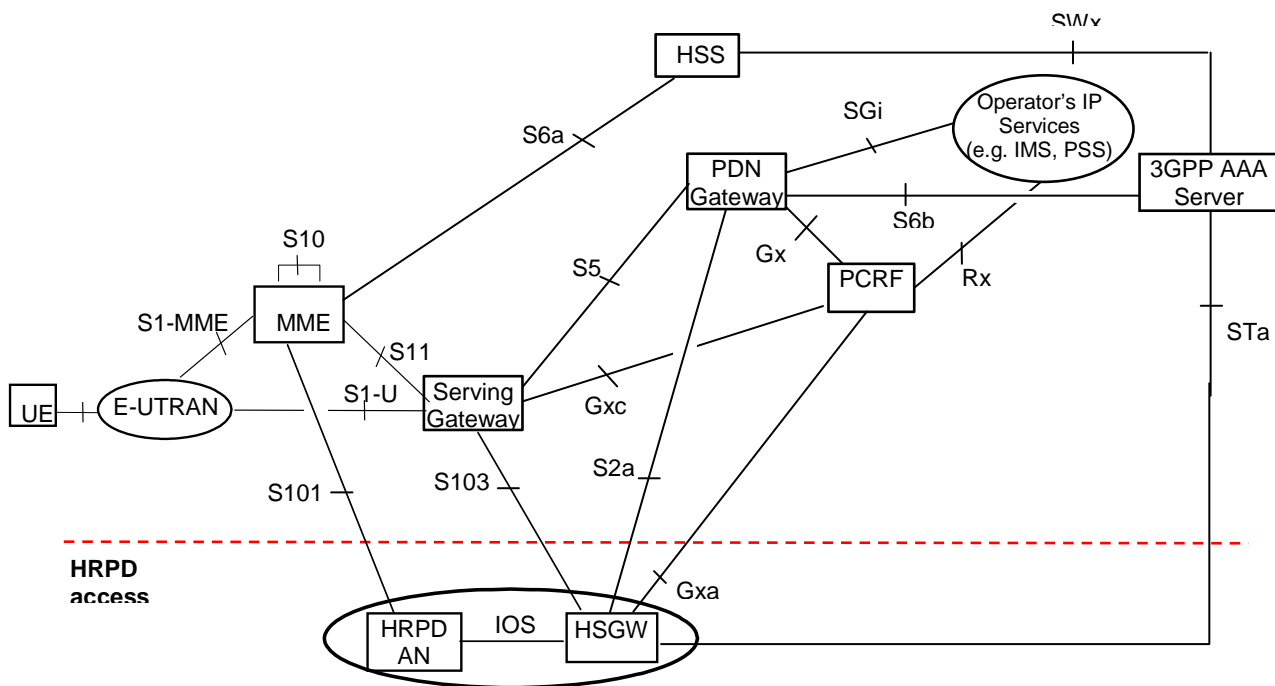 SWx
HSS
SGi
Operator's IP
Services
(e.g. IMS, PSS)
S6a
PDN
Gateway
3GPP AAA
Server
S6b
S10
Gx
S5
PCRF
Rx
S1-MME
MME
STa
S11
S1-U
Serving
Gateway
Gxc
UE
E-UTRAN
S101
S103
S2a
HRPD
access
Gxa
HRPD
AN
IOS
HSGW